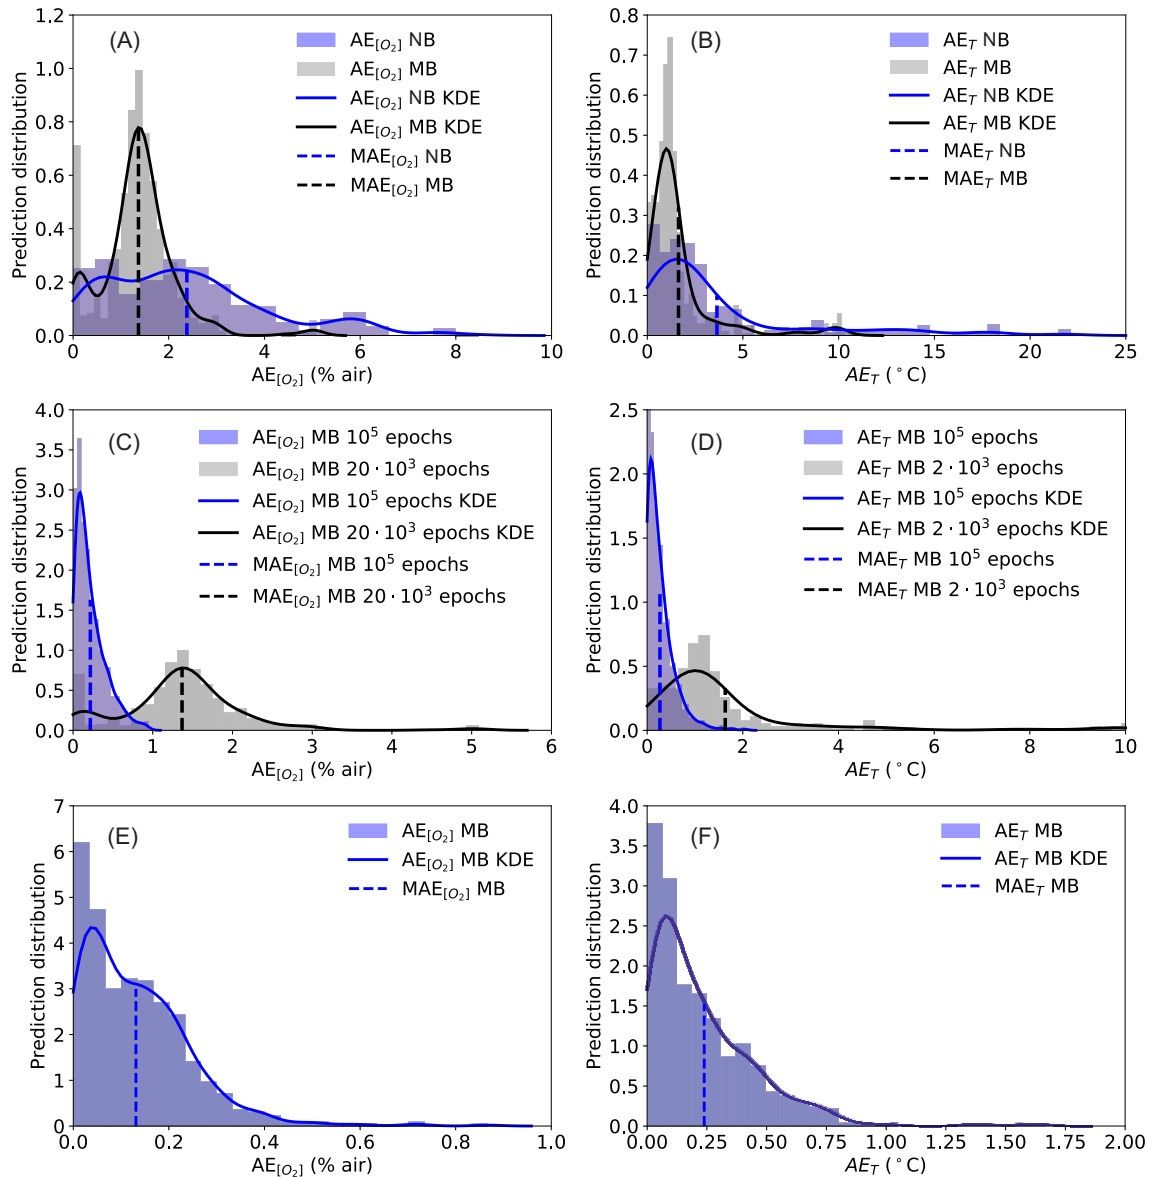 (A)
AE[O2] NB
AE[O2] MB
AE[O2] NB KDE
AE[O2] MB KDE
MAE[O2] NB
MAE[O2] MB
Prediction distribution
1.2
1.0
0.8
0.6
0.4
0.2
0.0
0 2 4 6 8 10
AE[O2] (% air)
(B)
AET NB
AET MB
AET NB KDE
AET MB KDE
MAET NB
MAET MB
Prediction distribution
0.8
0.7
0.6
0.5
0.4
0.3
0.2
0.1
0.0
0 5 10 15 20 25
AET (°C)
(C)
AE[O2] MB 10^5 epochs
AE[O2] MB 20·10^3 epochs
AE[O2] MB 10^5 epochs KDE
AE[O2] MB 20·10^3 epochs KDE
MAE[O2] MB 10^5 epochs
MAE[O2] MB 20·10^3 epochs
Prediction distribution
4.0
3.5
3.0
2.5
2.0
1.5
1.0
0.5
0.0
0 1 2 3 4 5 6
AE[O2] (% air)
(D)
AET MB 10^5 epochs
AET MB 2·10^3 epochs
AET MB 10^5 epochs KDE
AET MB 2·10^3 epochs KDE
MAET MB 10^5 epochs
MAET MB 2·10^3 epochs
Prediction distribution
2.5
2.0
1.5
1.0
0.5
0.0
0 2 4 6 8 10
AET (°C)
(E)
AE[O2] MB
AE[O2] MB KDE
MAE[O2] MB
Prediction distribution
7
6
5
4
3
2
1
0
0.0 0.2 0.4 0.6 0.8 1.0
AE[O2] (% air)
(F)
AET MB
AET MB KDE
MAET MB
Prediction distribution
4.0
3.5
3.0
2.5
2.0
1.5
1.0
0.5
0.0
0.00 0.25 0.50 0.75 1.00 1.25 1.50 1.75 2.00
AET (°C)